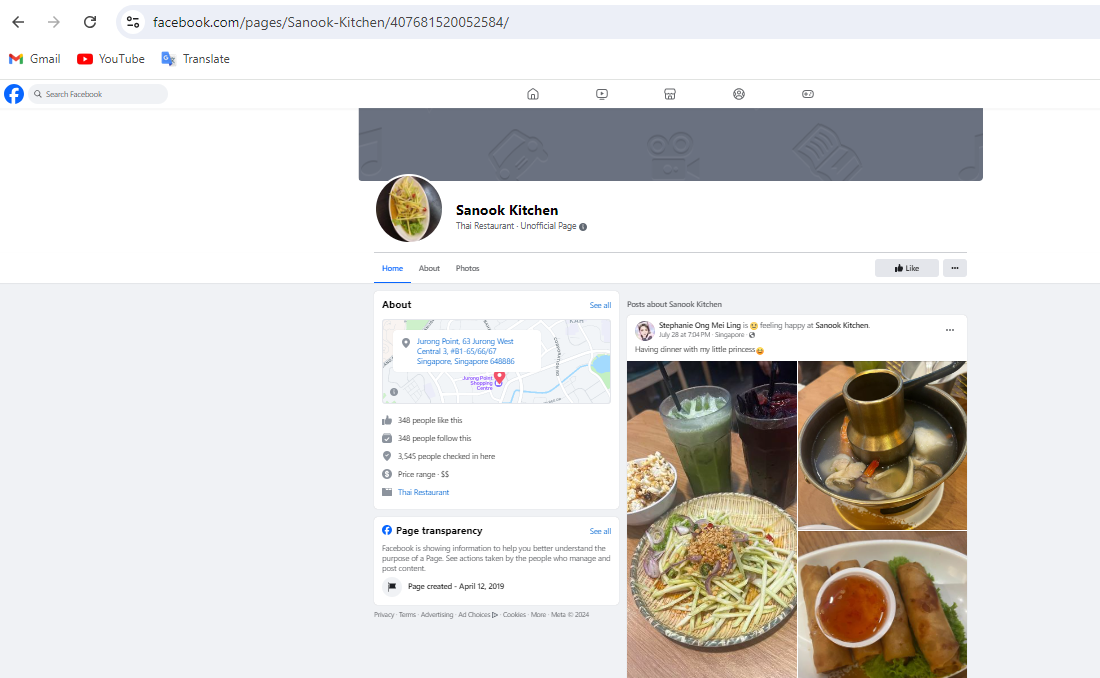 facebook.com/pages/Sanook-Kitchen/407681520052584/
Gmail YouTube Translate
Search Facebook
Sanook Kitchen
Thai Restaurant · Unofficial Page
Home About Photos
Like
About
See all
Jurong Point, 63 Jurong West
Central 3, #B1-65/66/67
Singapore, Singapore 648886
Jurong Point
Shopping
Centre
348 people like this
348 people follow this
3,545 people checked in here
Price range · $$
Thai Restaurant
Page transparency
See all
Facebook is showing information to help you better understand the
purpose of a Page. See actions taken by the people who manage and
post content.
Page created - April 12, 2019
Privacy · Terms · Advertising · Ad Choices · Cookies · More · Meta © 2024
Posts about Sanook Kitchen
Stephanie Ong Mei Ling is 😊 feeling happy at Sanook Kitchen.
July 28 at 7:04 PM · Singapore ·
Having dinner with my little princess😄